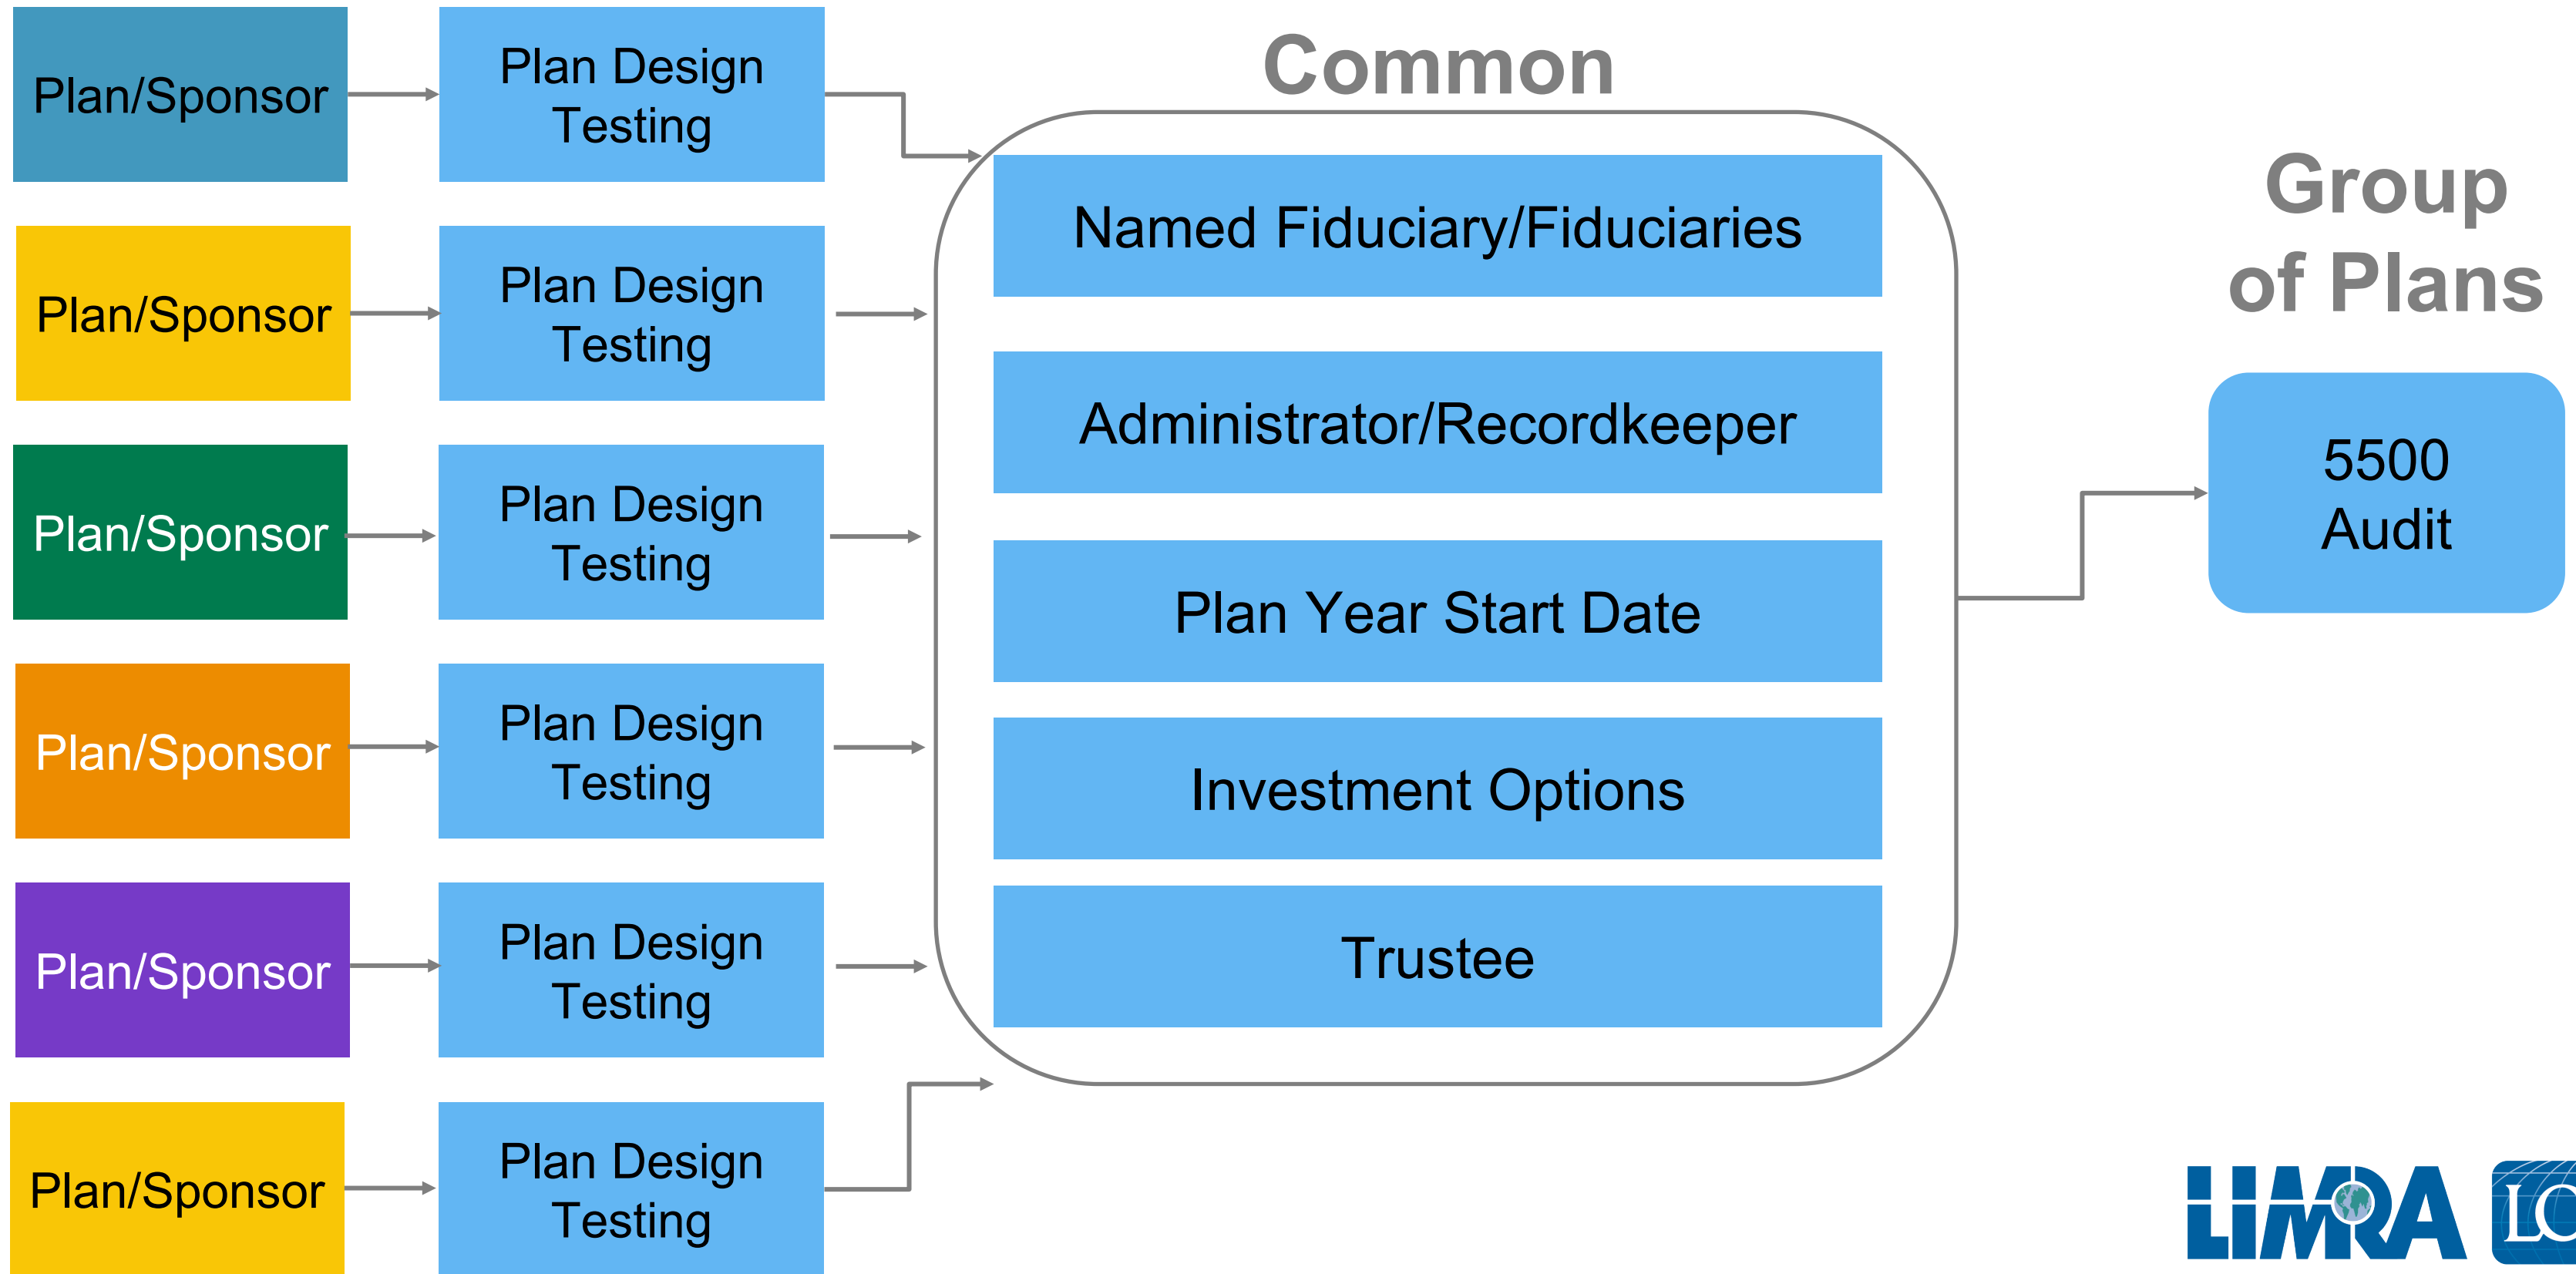 Common
Group
of Plans
Plan/Sponsor
Plan Design
Testing
Plan/Sponsor
Plan Design
Testing
Plan/Sponsor
Plan Design
Testing
Plan/Sponsor
Plan Design
Testing
Plan/Sponsor
Plan Design
Testing
Plan/Sponsor
Plan Design
Testing
Named Fiduciary/Fiduciaries
Administrator/Recordkeeper
Plan Year Start Date
Investment Options
Trustee
5500
Audit
LIMRA